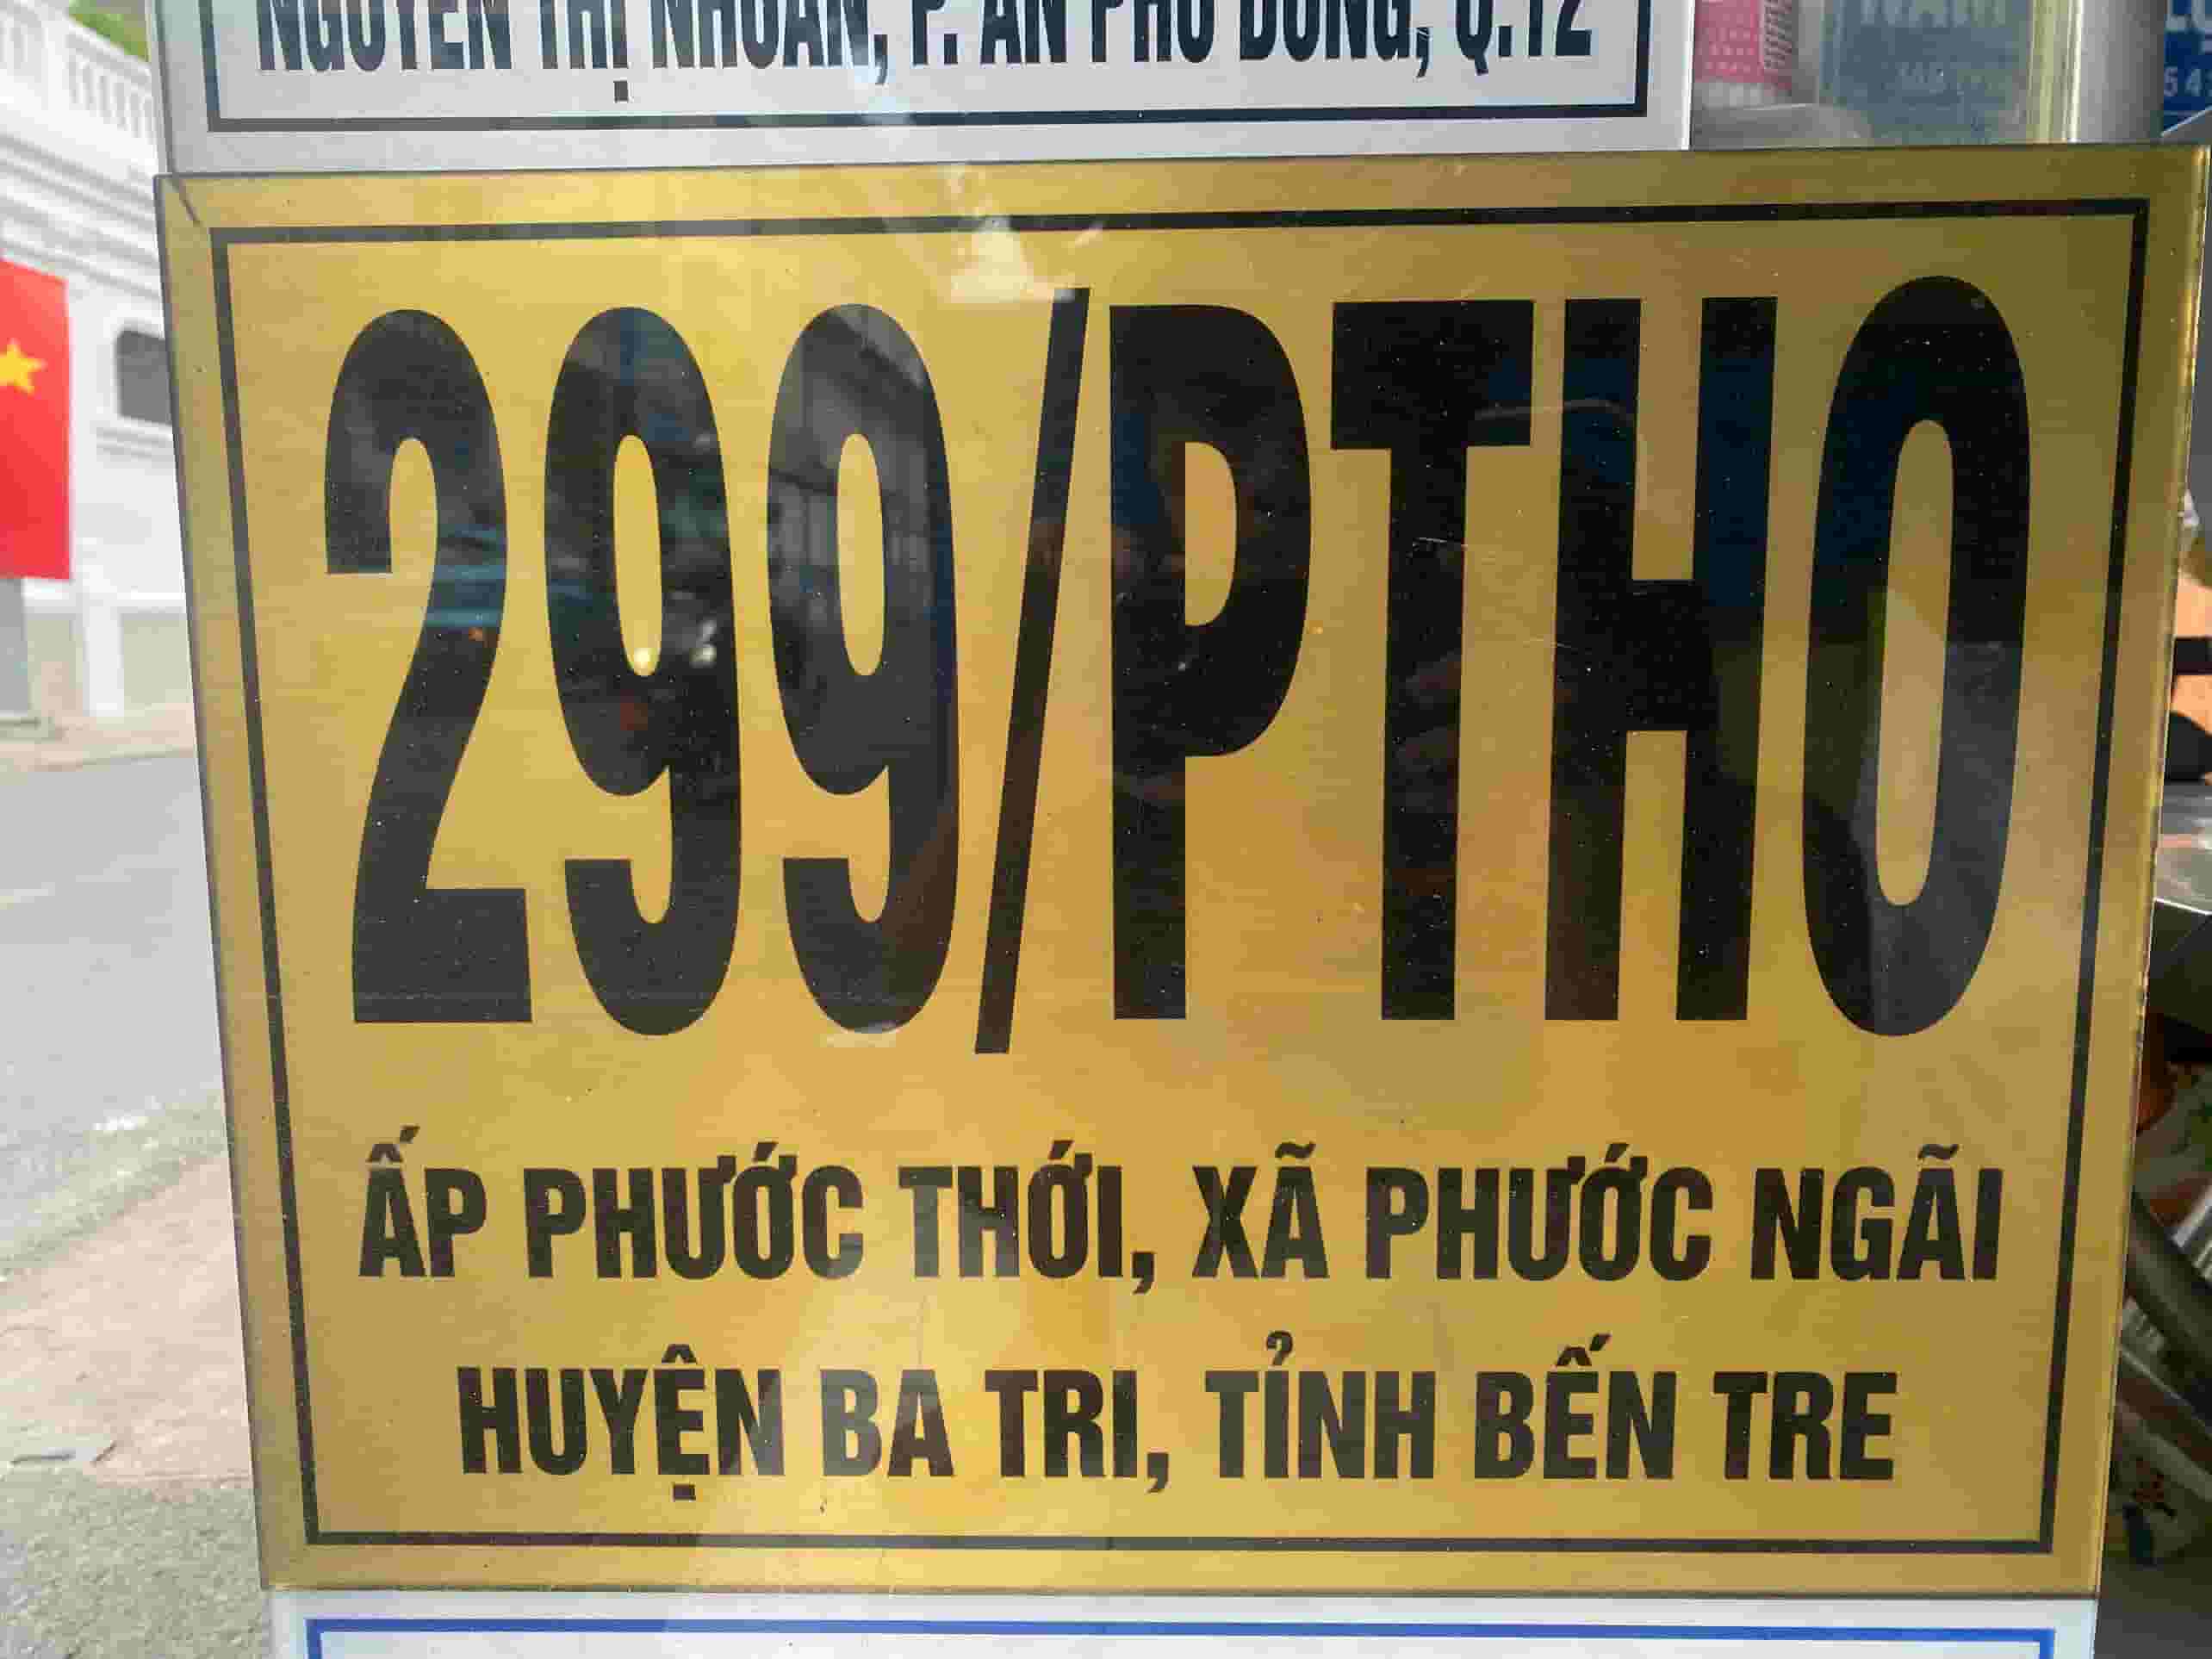 NGUYỄN THỊ NHUẦN, P. AN PHÚ ĐÔNG, Q.12
299/PTHO
ẤP PHƯỚC THỚI, XÃ PHƯỚC NGÃI
HUYỆN BA TRI, TỈNH BẾN TRE